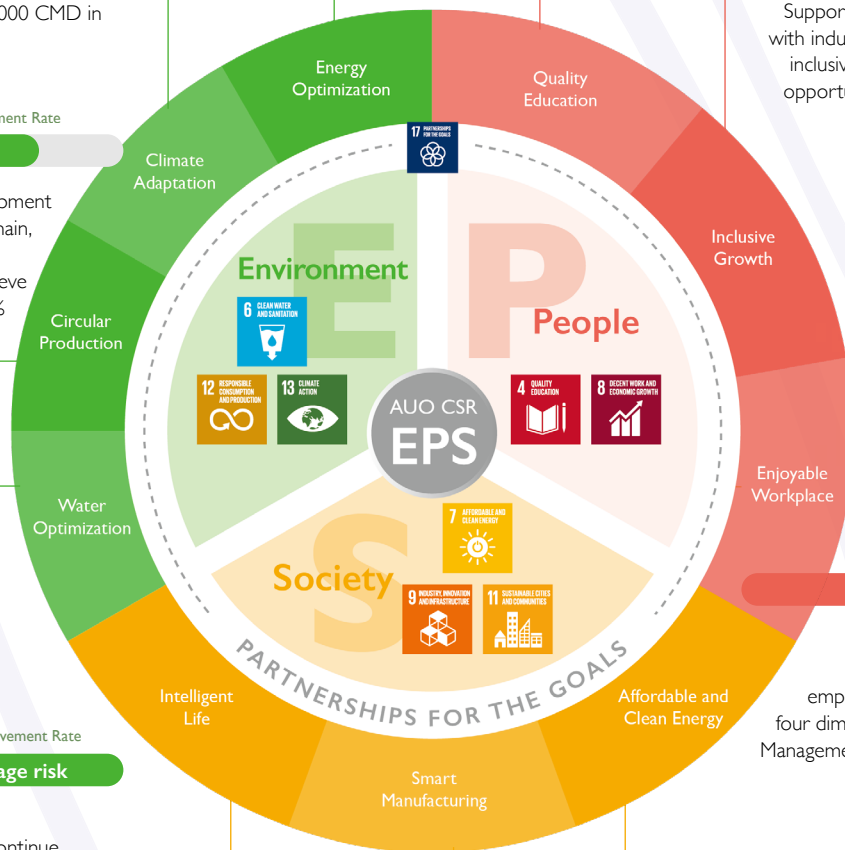 000 CMD in
Energy
Optimization
Quality
Education
with indu
inclusiv
opportu
ment Rate
Climate
Adaptation
17 PARTNERSHIPS
FOR THE GOALS
opment
hain,
eve
%
Inclusive
Growth
E
Environment
P
People
6 CLEAN WATER
AND SANITATION
Circular
Production
12 RESPONSIBLE
CONSUMPTION
AND PRODUCTION
13 CLIMATE
ACTION
4 QUALITY
EDUCATION
8 DECENT WORK AND
ECONOMIC GROWTH
AUO CSR
EPS
Enjoyable
Workplace
Water
Optimization
7 AFFORDABLE AND
CLEAN ENERGY
S
Society
9 INDUSTRY, INNOVATION
AND INFRASTRUCTURE
11 SUSTAINABLE CITIES
AND COMMUNITIES
PARTNERSHIPS FOR THE GOALS
Intelligent
Life
Affordable and
Clean Energy
emp
four dim
Manageme
vement Rate
age risk
Smart
Manufacturing
ontinue